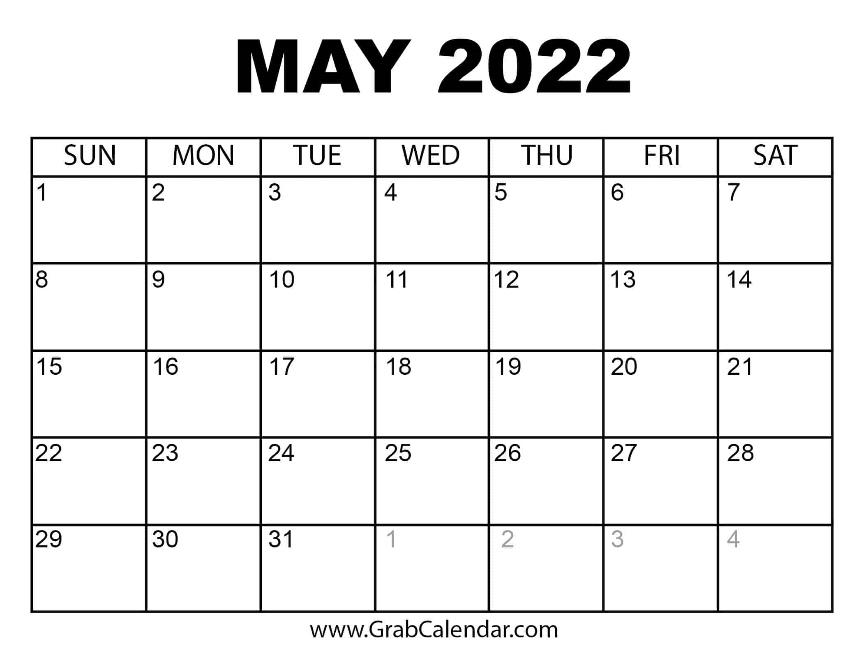 MAY 2022
SUN MON TUE WED THU FRI SAT
1 2 3 4 5 6 7
8 9 10 11 12 13 14
15 16 17 18 19 20 21
22 23 24 25 26 27 28
29 30 31 1 2 3 4
www.GrabCalendar.com